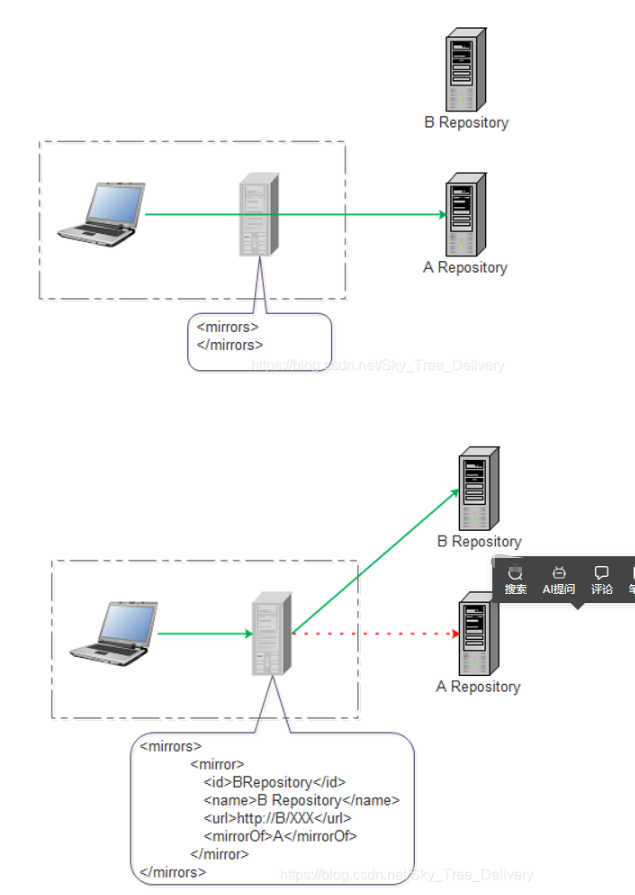 B Repository
A Repository
<mirrors>
</mirrors>
https://blog.csdn.net/Sky_Tree_Delivery
B Repository
搜索 AI提问 评论
A Repository
<mirrors>
<mirror>
<id>BRepository</id>
<name>B Repository</name>
<url>http://B/XXX</url>
<mirrorOf>A</mirrorOf>
</mirror>
</mirrors>
https://blog.csdn.net/Sky_Tree_Delivery